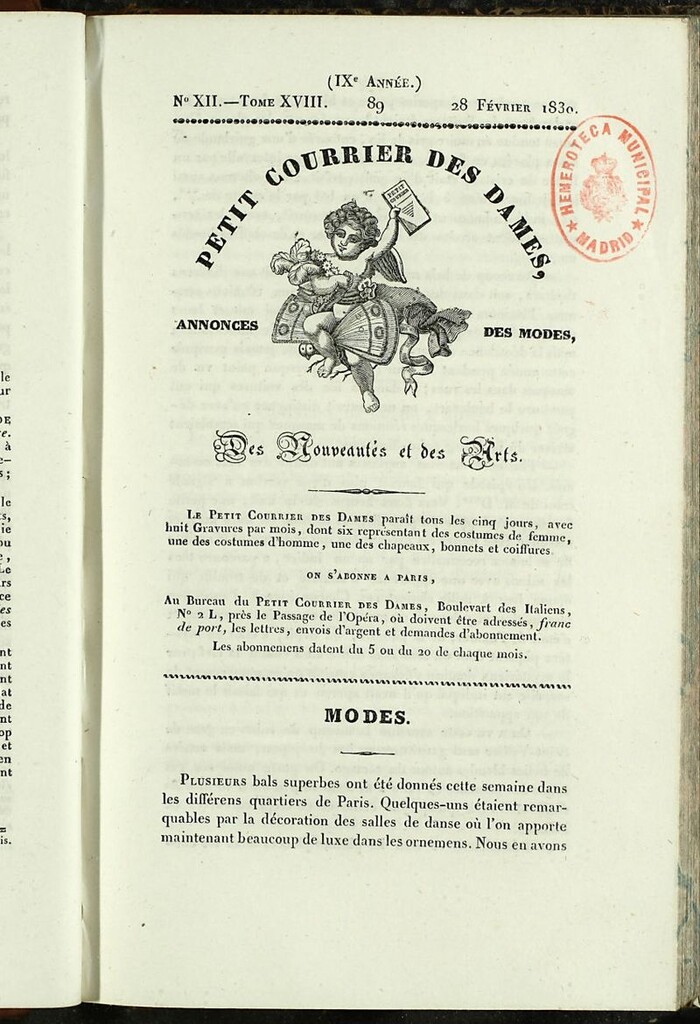 (IXe Année.)
No XII.—Tome XVIII. 89 28 Février 1830.
PETIT COURRIER DES DAMES,
PETIT COURRIER
ANNONCES DES MODES,
Des Nouveautés et des Arts.
Le Petit Courrier des Dames paraît tous les cinq jours, avec
huit Gravures par mois, dont six représentant des costumes de femme,
une des costumes d'homme, une des chapeaux, bonnets et coiffures.
ON S'ABONNE A PARIS,
Au Bureau du Petit Courrier des Dames, Boulevart des Italiens,
No 2 L, près le Passage de l'Opéra, où doivent être adressés, franc
de port, les lettres, envois d'argent et demandes d'abonnement.
Les abonnemens datent du 5 ou du 20 de chaque mois.
MODES.
Plusieurs bals superbes ont été donnés cette semaine dans
les différens quartiers de Paris. Quelques-uns étaient remar-
quables par la décoration des salles de danse où l'on apporte
maintenant beaucoup de luxe dans les ornemens. Nous en avons
HEMEROTECA MUNICIPAL
MADRID